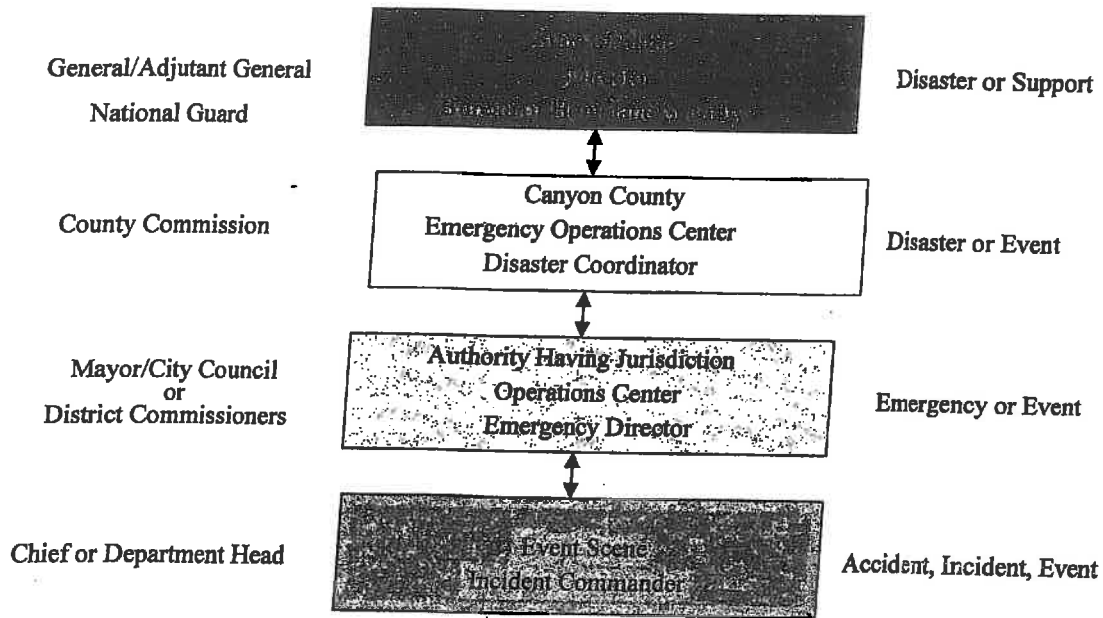 General/Adjutant General
National Guard
Disaster or Support
County Commission
Canyon County
Emergency Operations Center
Disaster Coordinator
Disaster or Event
Mayor/City Council
or
District Commissioners
Authority Having Jurisdiction
Operations Center
Emergency Director
Emergency or Event
Chief or Department Head
Event Scene
Incident Commander
Accident, Incident, Event